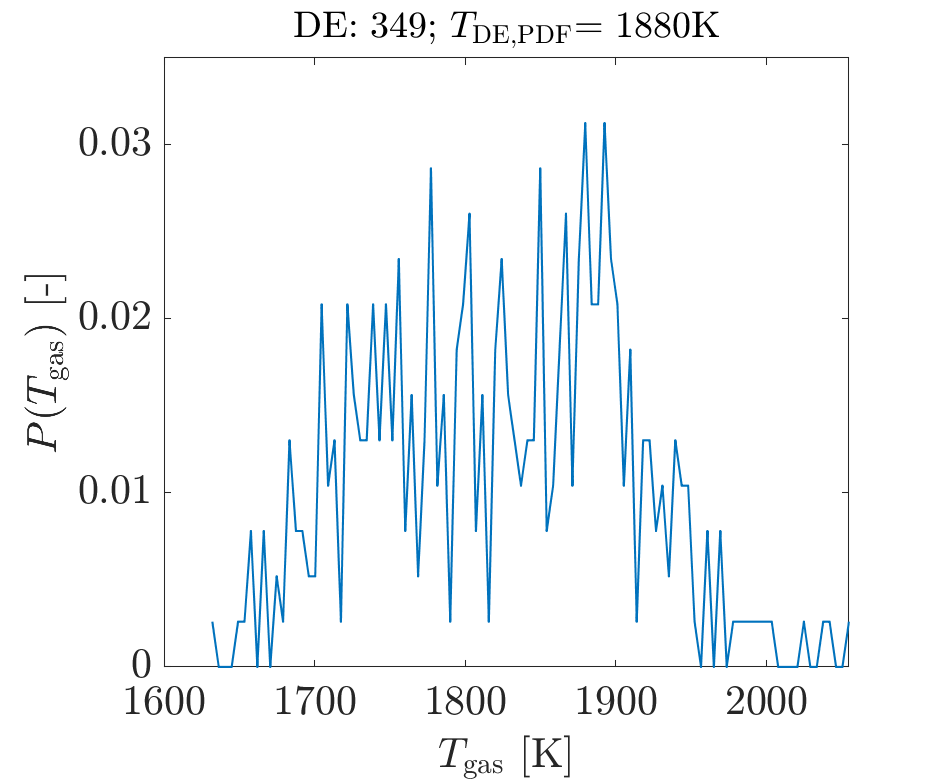 DE: 349; T_DE,PDF= 1880K
0.03
0.02
0.01
0
P(T_gas) [-]
1600 1700 1800 1900 2000
T_gas [K]